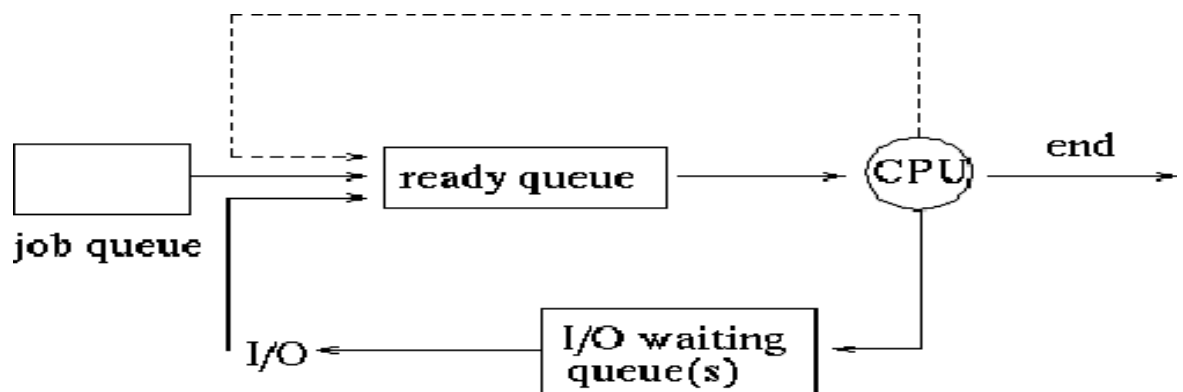 end
ready queue
CPU
job queue
I/O waiting
queue(s)
I/O